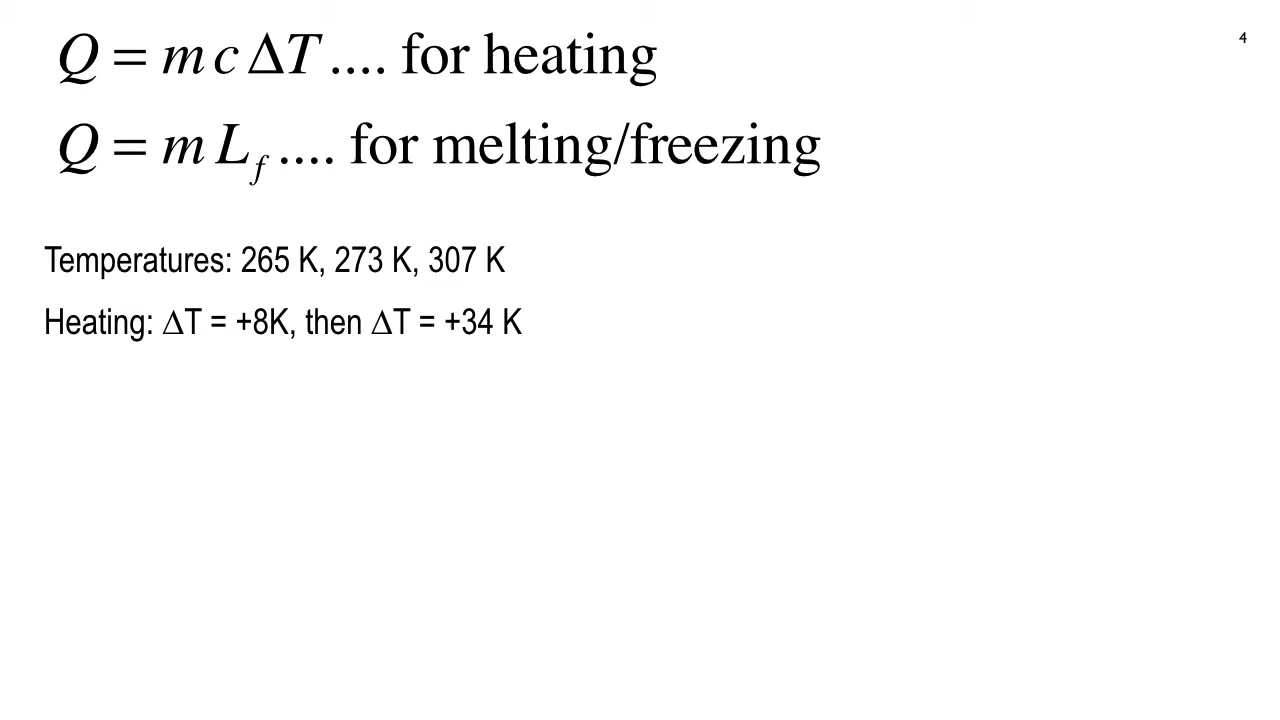 4
Q = m c ΔT .... for heating
Q = m L_f .... for melting/freezing
Temperatures: 265 K, 273 K, 307 K
Heating: ΔT = +8K, then ΔT = +34 K